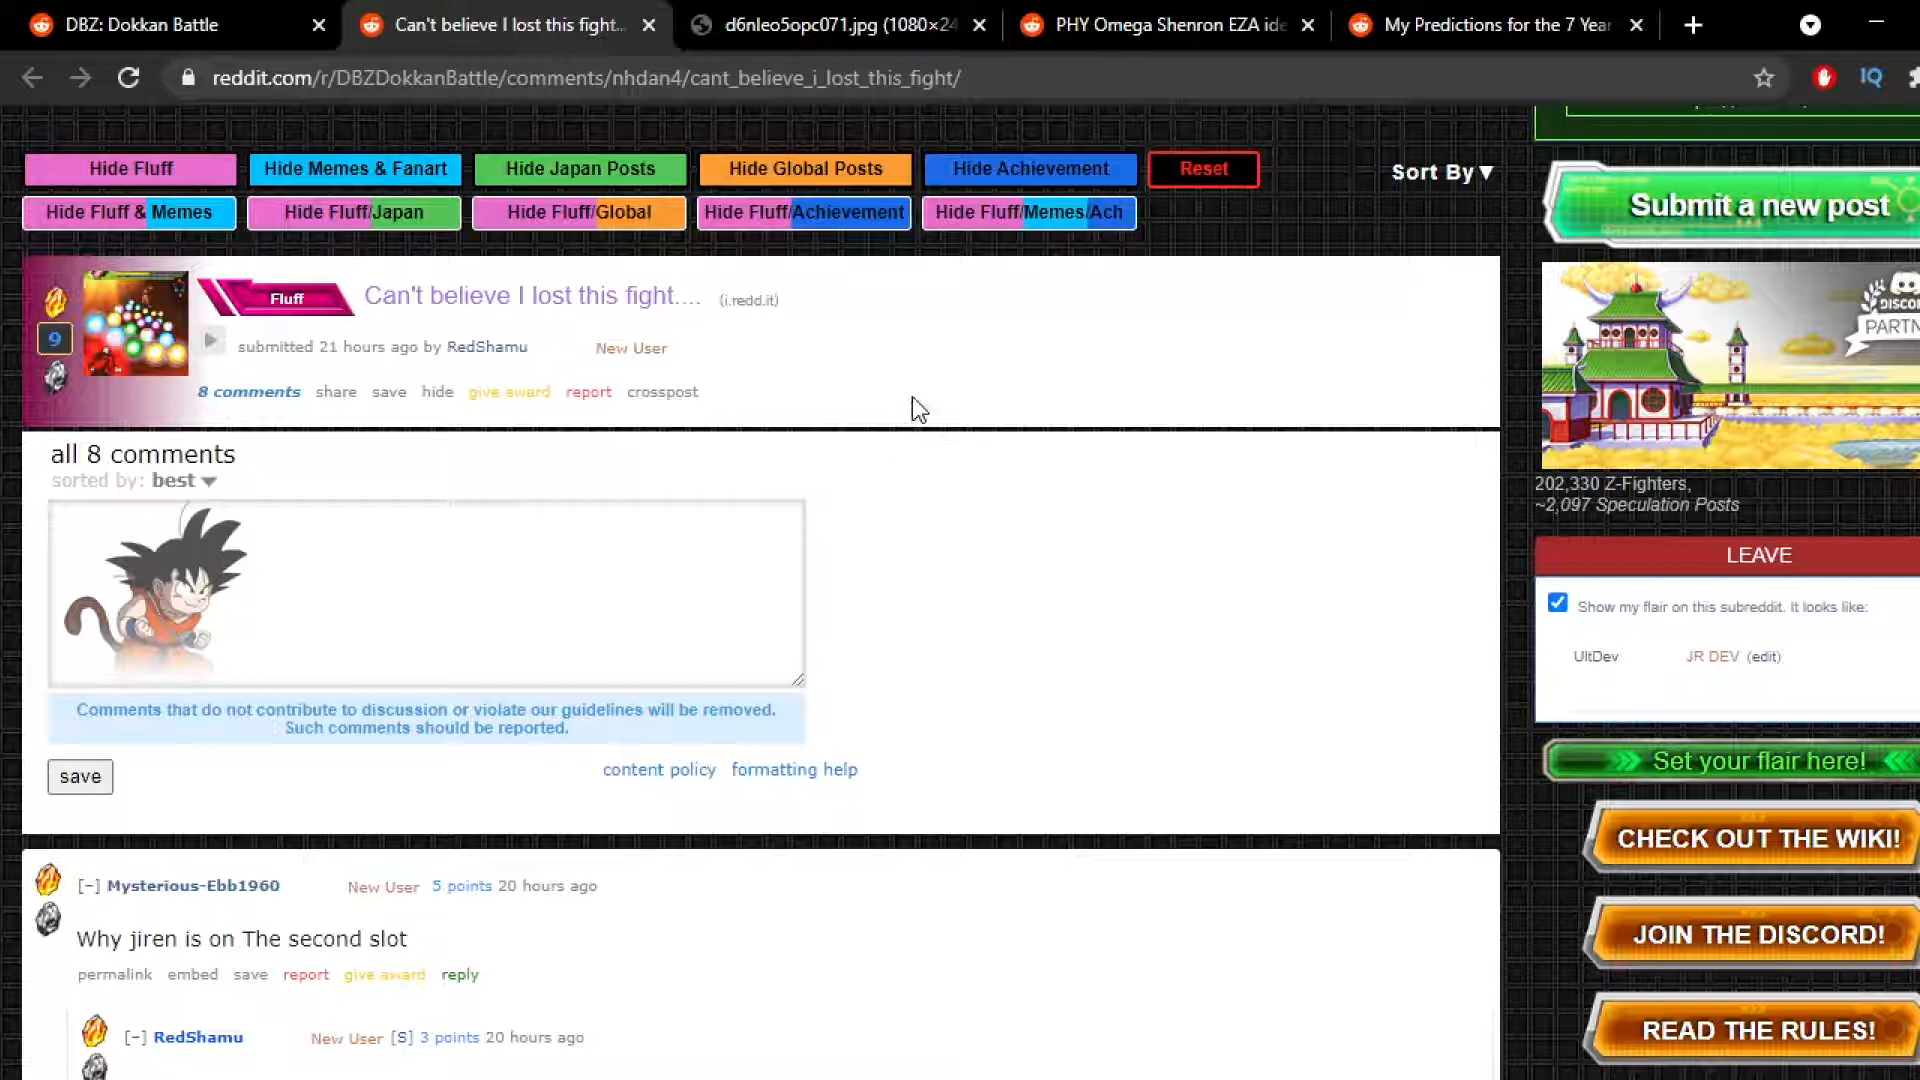 DBZ: Dokkan Battle
Can't believe I lost this fight...
d6nleo5opc071.jpg (1080×24
PHY Omega Shenron EZA ide
My Predictions for the 7 Year
reddit.com/r/DBZDokkanBattle/comments/nhdan4/cant_believe_i_lost_this_fight/
IQ
Hide Fluff
Hide Memes & Fanart
Hide Japan Posts
Hide Global Posts
Hide Achievement
Reset
Sort By▼
Hide Fluff & Memes
Hide Fluff/Japan
Hide Fluff/Global
Hide Fluff/Achievement
Hide Fluff/Memes/Ach
Submit a new post
9
Fluff
Can't believe I lost this fight.... (i.redd.it)
submitted 21 hours ago by RedShamu New User
8 comments share save hide give award report crosspost
DISCO
PARTN
202,330 Z-Fighters,
~2,097 Speculation Posts
all 8 comments
sorted by: best ▼
LEAVE
Show my flair on this subreddit. It looks like:
UltDev JR DEV (edit)
Comments that do not contribute to discussion or violate our guidelines will be removed.
Such comments should be reported.
save
content policy formatting help
Set your flair here!
CHECK OUT THE WIKI!
JOIN THE DISCORD!
READ THE RULES!
[–] Mysterious-Ebb1960 New User 5 points 20 hours ago
Why jiren is on The second slot
permalink embed save report give award reply
[–] RedShamu New User [S] 3 points 20 hours ago